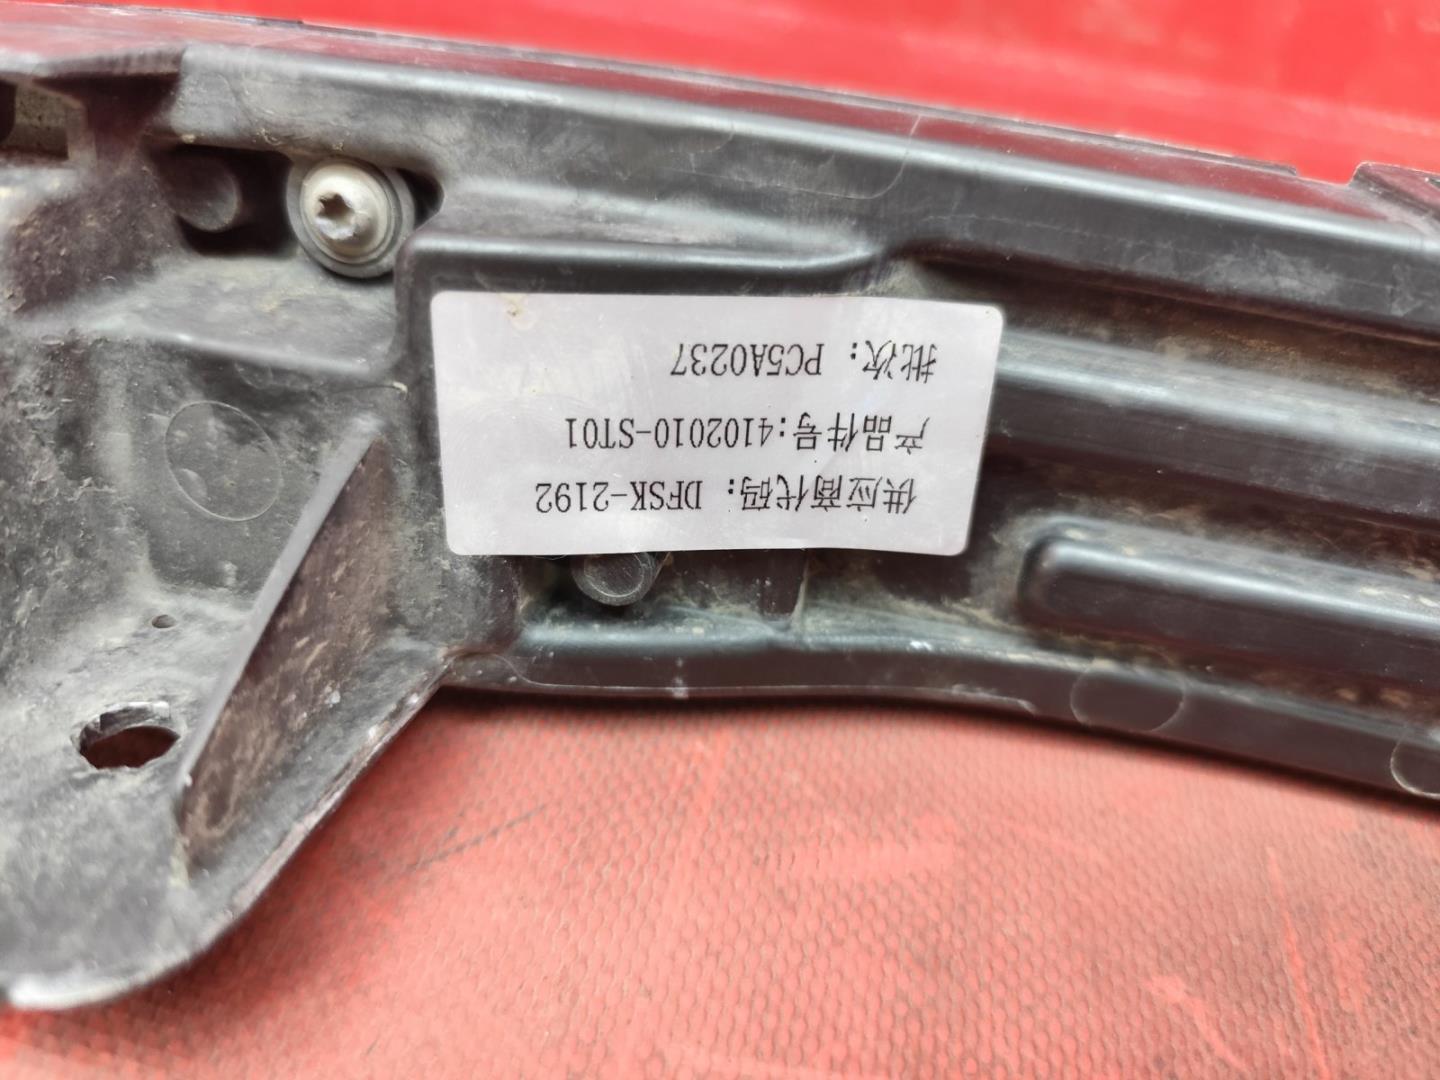 供应商代码: DFSK-2192
产品件号:4102010-ST01
批次: PC5A0237